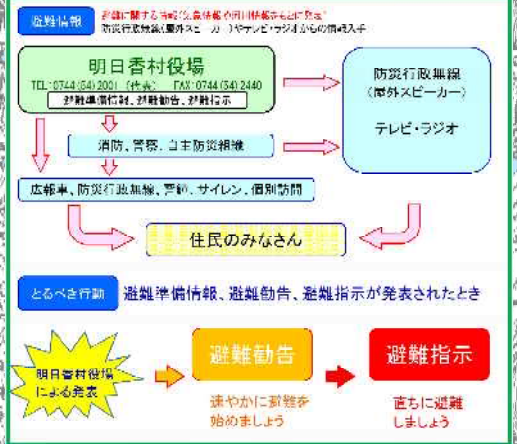 避難情報
避難に関する情報(気象情報や河川情報をもとに発表)
防災行政無線(屋外スピーカー)やテレビ・ラジオからの情報入手
明日香村役場
TEL:0744(54)2001 (代表) FAX:0744(54)2440
避難準備情報、避難勧告、避難指示
防災行政無線
(屋外スピーカー)
テレビ・ラジオ
消防、警察、自主防災組織
広報車、防災行政無線、警鐘、サイレン、個別訪問
住民のみなさん
とるべき行動
避難準備情報、避難勧告、避難指示が発表されたとき
明日香村役場
による発表
避難勧告
避難指示
速やかに避難を
始めましょう
直ちに避難
しましょう